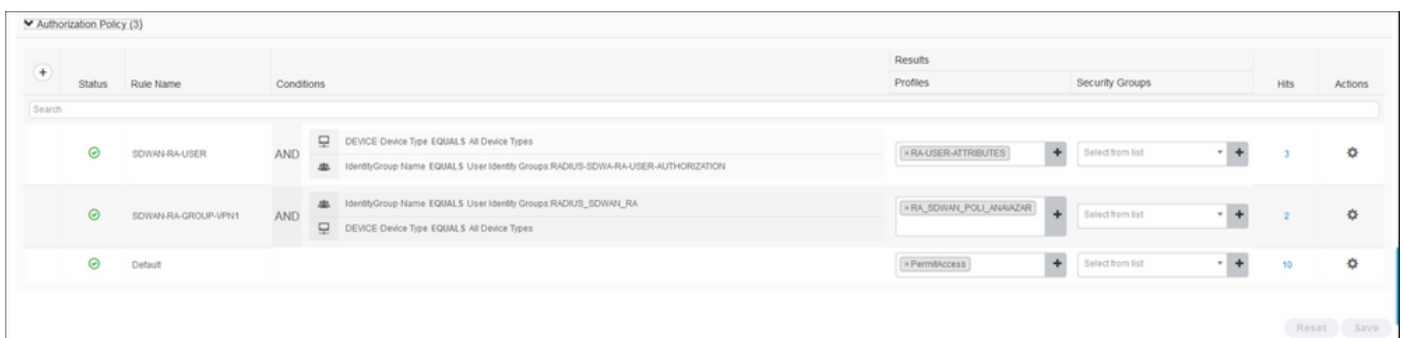 Authorization Policy (3)
Results
+ Status Rule Name Conditions Profiles Security Groups Hits Actions
Search
SDWAN-RA-USER AND DEVICE·Device Type EQUALS All Device Types
IdentityGroup·Name EQUALS User Identity Groups:RADIUS-SDWA-RA-USER-AUTHORIZATION
×RA-USER-ATTRIBUTES + Select from list + 3
SDWAN-RA-GROUP-VPN1 AND IdentityGroup·Name EQUALS User Identity Groups:RADIUS_SDWAN_RA
DEVICE·Device Type EQUALS All Device Types
×RA_SDWAN_POLI_ANAVAZAR + Select from list + 2
Default ×PermitAccess + Select from list + 10
Reset Save